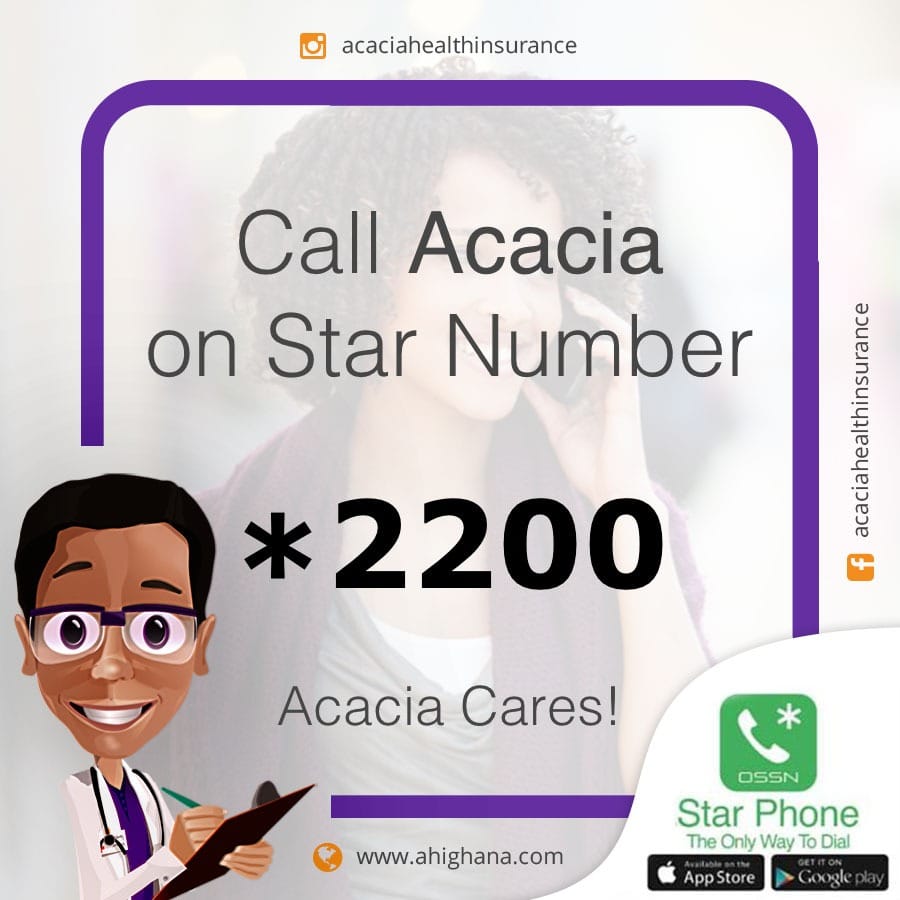 acaciahealthinsurance
Call Acacia
on Star Number
*2200
Acacia Cares!
acaciahealthinsurance
OSSN
Star Phone
The Only Way To Dial
Available on the
App Store
GET IT ON
Google play
www.ahighana.com